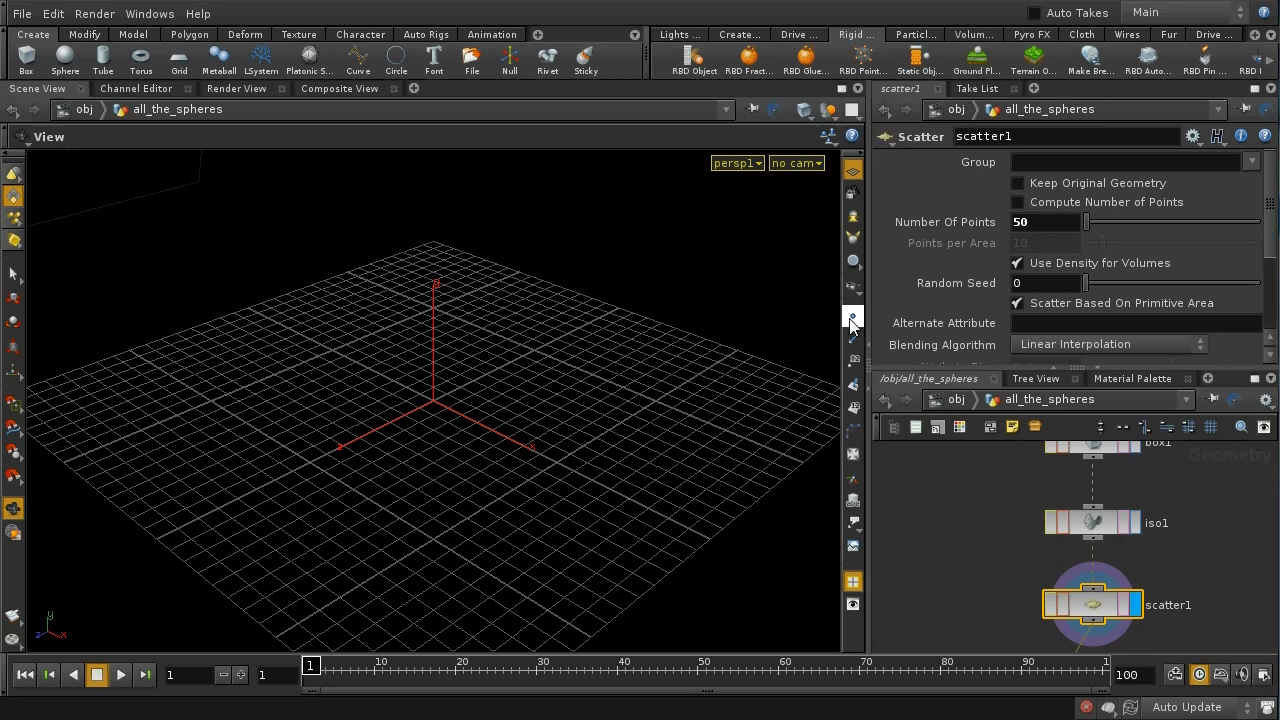 File Edit Render Windows Help Auto Takes Main
Create Modify Model Polygon Deform Texture Character Auto Rigs Animation Lights ... Create... Drive ... Rigid ... Particl... Volum... Pyro FX Cloth Wires Fur Drive ...
Box Sphere Tube Torus Grid Metaball LSystem Platonic S... Curve Circle Font File Null Rivet Sticky RBD Object RBD Fract... RBD Glue... RBD Point... Static Obj... Ground Pl... Terrain O... Make Bre... RBD Auto... RBD Pin ... RBD I
Scene View Channel Editor Render View Composite View scatter1 Take List
obj all_the_spheres obj all_the_spheres
View Scatter scatter1
persp1 no cam Group
Keep Original Geometry
Compute Number of Points
Number Of Points 50
Points per Area 10
Use Density for Volumes
Random Seed 0
Scatter Based On Primitive Area
Alternate Attribute
Blending Algorithm Linear Interpolation
/obj/all_the_spheres Tree View Material Palette
obj all_the_spheres
box1
Geometry
iso1
scatter1
y
z x
1 1 1 10 20 30 40 50 60 70 80 90 1 100
Auto Update